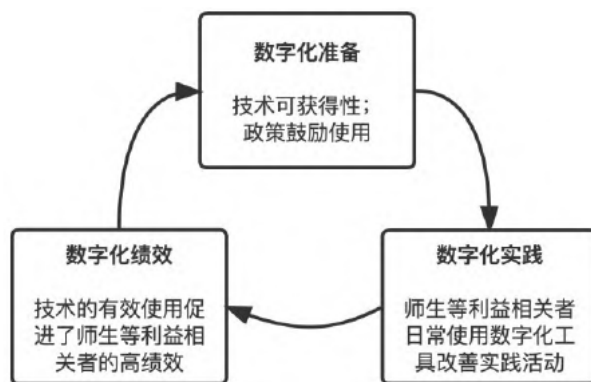 数字化准备
技术可获得性;
政策鼓励使用
数字化绩效
技术的有效使用促
进了师生等利益相
关者的高绩效
数字化实践
师生等利益相关者
日常使用数字化工
具改善实践活动